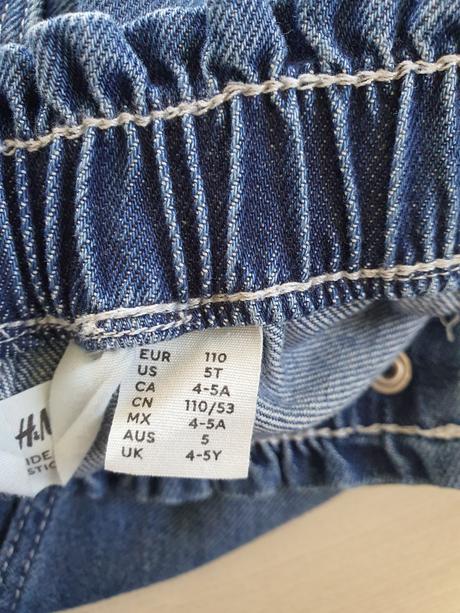 EUR 110
US 5T
CA 4-5A
CN 110/53
MX 4-5A
AUS 5
UK 4-5Y
H&M